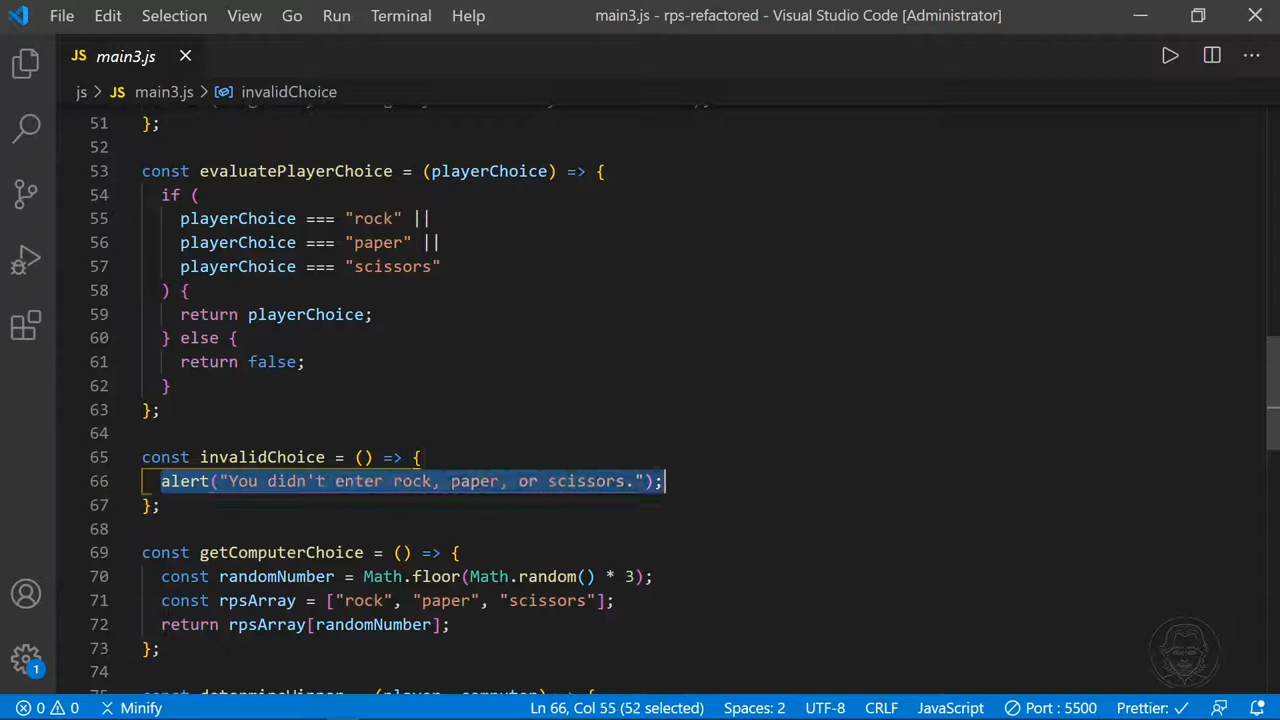 File Edit Selection View Go Run Terminal Help main3.js - rps-refactored - Visual Studio Code [Administrator]
JS main3.js
js > JS main3.js > invalidChoice
51 };
52
53 const evaluatePlayerChoice = (playerChoice) => {
54 if (
55 playerChoice === "rock" ||
56 playerChoice === "paper" ||
57 playerChoice === "scissors"
58 ) {
59 return playerChoice;
60 } else {
61 return false;
62 }
63 };
64
65 const invalidChoice = () => {
66 alert("You didn't enter rock, paper, or scissors.");
67 };
68
69 const getComputerChoice = () => {
70 const randomNumber = Math.floor(Math.random() * 3);
71 const rpsArray = ["rock", "paper", "scissors"];
72 return rpsArray[randomNumber];
73 };
74
1
0 0 Minify Ln 66, Col 55 (52 selected) Spaces: 2 UTF-8 CRLF JavaScript Port : 5500 Prettier: